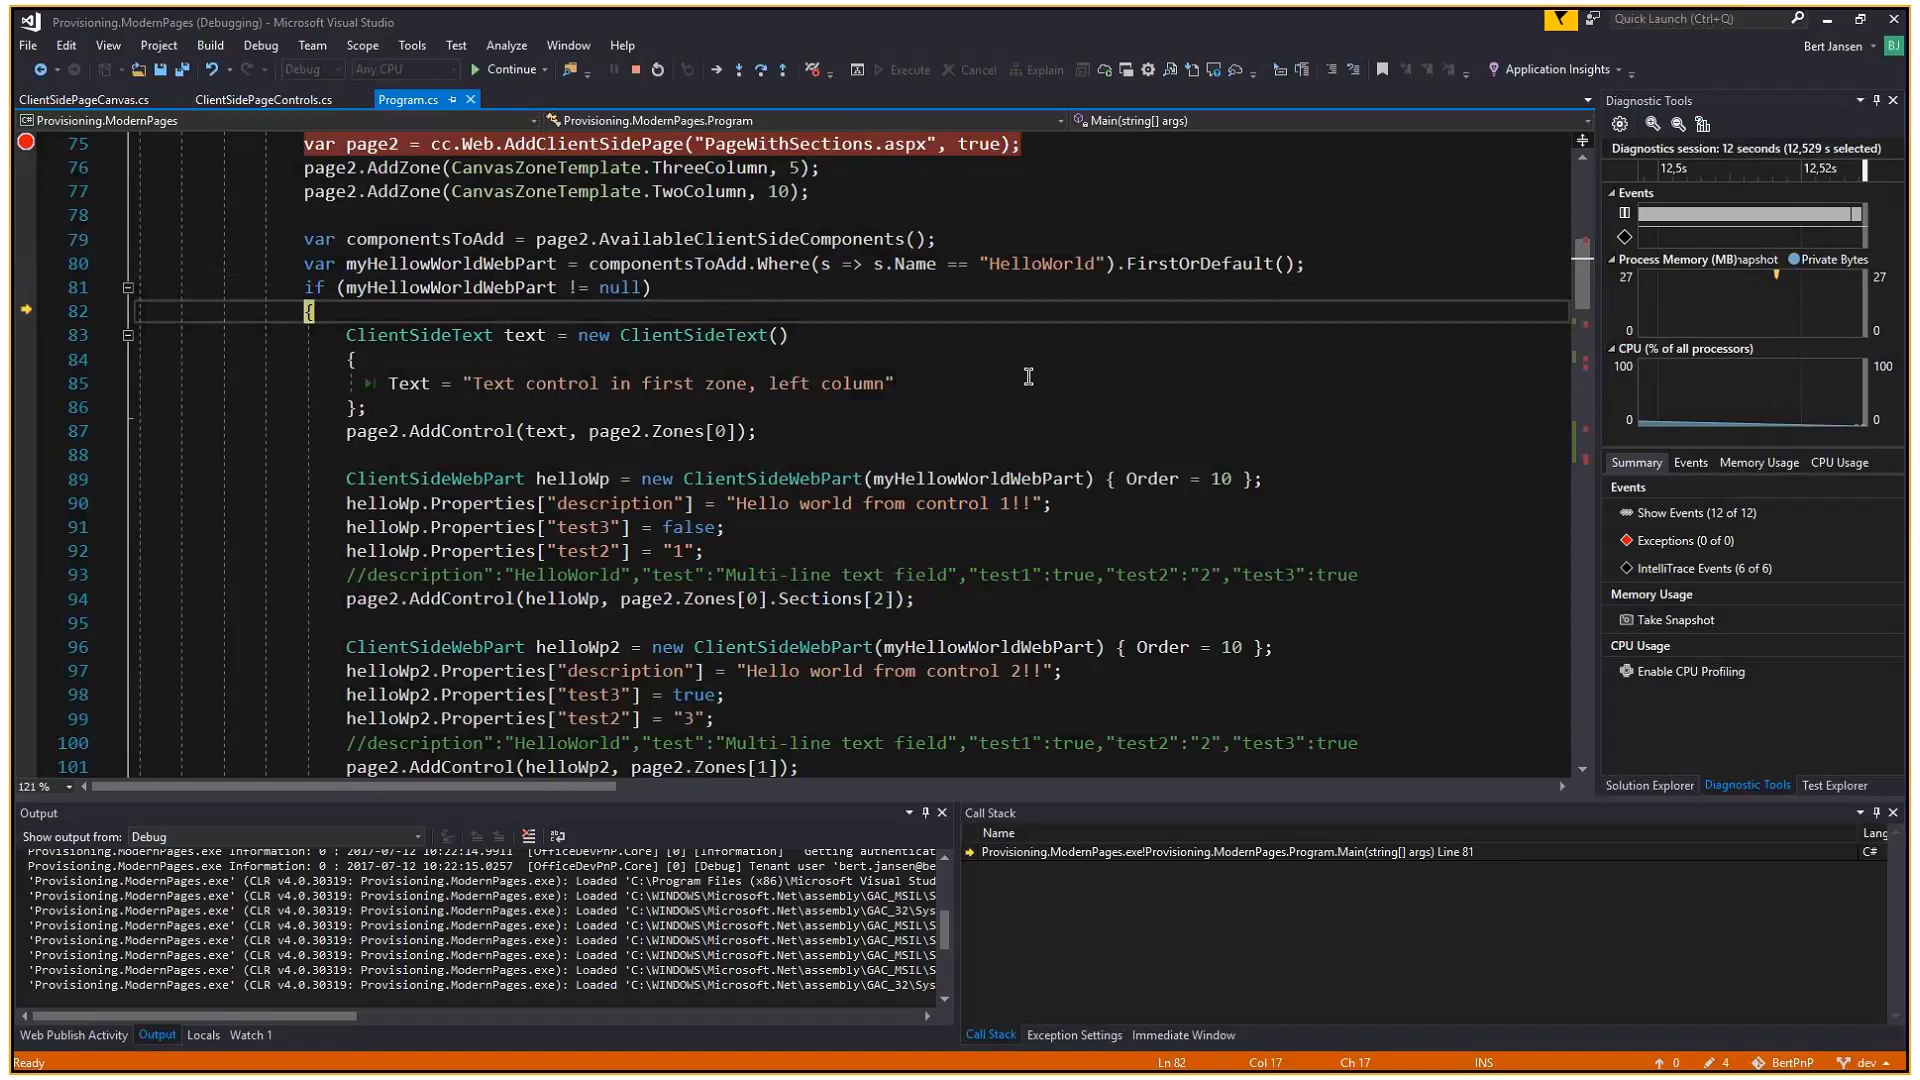 Provisioning.ModernPages (Debugging) - Microsoft Visual Studio
Quick Launch (Ctrl+Q)
File Edit View Project Build Debug Team Scope Tools Test Analyze Window Help
Bert Jansen BJ
Debug Any CPU Continue Execute Cancel Explain Application Insights
ClientSidePageCanvas.cs ClientSidePageControls.cs Program.cs
Provisioning.ModernPages Provisioning.ModernPages.Program Main(string[] args)
75 var page2 = cc.Web.AddClientSidePage("PageWithSections.aspx", true);
76 page2.AddZone(CanvasZoneTemplate.ThreeColumn, 5);
77 page2.AddZone(CanvasZoneTemplate.TwoColumn, 10);
78
79 var componentsToAdd = page2.AvailableClientSideComponents();
80 var myHellowWorldWebPart = componentsToAdd.Where(s => s.Name == "HelloWorld").FirstOrDefault();
81 if (myHellowWorldWebPart != null)
82 {
83 ClientSideText text = new ClientSideText()
84 {
85 Text = "Text control in first zone, left column"
86 };
87 page2.AddControl(text, page2.Zones[0]);
88
89 ClientSideWebPart helloWp = new ClientSideWebPart(myHellowWorldWebPart) { Order = 10 };
90 helloWp.Properties["description"] = "Hello world from control 1!!";
91 helloWp.Properties["test3"] = false;
92 helloWp.Properties["test2"] = "1";
93 //description":"HelloWorld","test":"Multi-line text field","test1":true,"test2":"2","test3":true
94 page2.AddControl(helloWp, page2.Zones[0].Sections[2]);
95
96 ClientSideWebPart helloWp2 = new ClientSideWebPart(myHellowWorldWebPart) { Order = 10 };
97 helloWp2.Properties["description"] = "Hello world from control 2!!";
98 helloWp2.Properties["test3"] = true;
99 helloWp2.Properties["test2"] = "3";
100 //description":"HelloWorld","test":"Multi-line text field","test1":true,"test2":"2","test3":true
101 page2.AddControl(helloWp2, page2.Zones[1]);
121 %
Diagnostic Tools
Diagnostics session: 12 seconds (12,529 s selected)
12,5s 12,52s
Events
Process Memory (MB) napshot Private Bytes
27 27
0 0
CPU (% of all processors)
100 100
0 0
Summary Events Memory Usage CPU Usage
Events
Show Events (12 of 12)
Exceptions (0 of 0)
IntelliTrace Events (6 of 6)
Memory Usage
Take Snapshot
CPU Usage
Enable CPU Profiling
Solution Explorer Diagnostic Tools Test Explorer
Output
Show output from: Debug
Provisioning.ModernPages.exe Information: 0 : 2017-07-12 10:22:14.9911 [OfficeDevPnP.Core] [0] [Information] Getting authenticat
Provisioning.ModernPages.exe Information: 0 : 2017-07-12 10:22:15.0257 [OfficeDevPnP.Core] [0] [Debug] Tenant user 'bert.jansen@be
'Provisioning.ModernPages.exe' (CLR v4.0.30319: Provisioning.ModernPages.exe): Loaded 'C:\Program Files (x86)\Microsoft Visual Stud
'Provisioning.ModernPages.exe' (CLR v4.0.30319: Provisioning.ModernPages.exe): Loaded 'C:\WINDOWS\Microsoft.Net\assembly\GAC_MSIL\S
'Provisioning.ModernPages.exe' (CLR v4.0.30319: Provisioning.ModernPages.exe): Loaded 'C:\WINDOWS\Microsoft.Net\assembly\GAC_32\Sys
'Provisioning.ModernPages.exe' (CLR v4.0.30319: Provisioning.ModernPages.exe): Loaded 'C:\WINDOWS\Microsoft.Net\assembly\GAC_MSIL\S
'Provisioning.ModernPages.exe' (CLR v4.0.30319: Provisioning.ModernPages.exe): Loaded 'C:\WINDOWS\Microsoft.Net\assembly\GAC_32\Sys
'Provisioning.ModernPages.exe' (CLR v4.0.30319: Provisioning.ModernPages.exe): Loaded 'C:\WINDOWS\Microsoft.Net\assembly\GAC_MSIL\S
'Provisioning.ModernPages.exe' (CLR v4.0.30319: Provisioning.ModernPages.exe): Loaded 'C:\WINDOWS\Microsoft.Net\assembly\GAC_MSIL\S
'Provisioning.ModernPages.exe' (CLR v4.0.30319: Provisioning.ModernPages.exe): Loaded 'C:\WINDOWS\Microsoft.Net\assembly\GAC_32\Sys
Web Publish Activity Output Locals Watch 1
Call Stack
Name Lang
Provisioning.ModernPages.exe!Provisioning.ModernPages.Program.Main(string[] args) Line 81 C#
Call Stack Exception Settings Immediate Window
Ready Ln 82 Col 17 Ch 17 INS 0 4 BertPnP dev